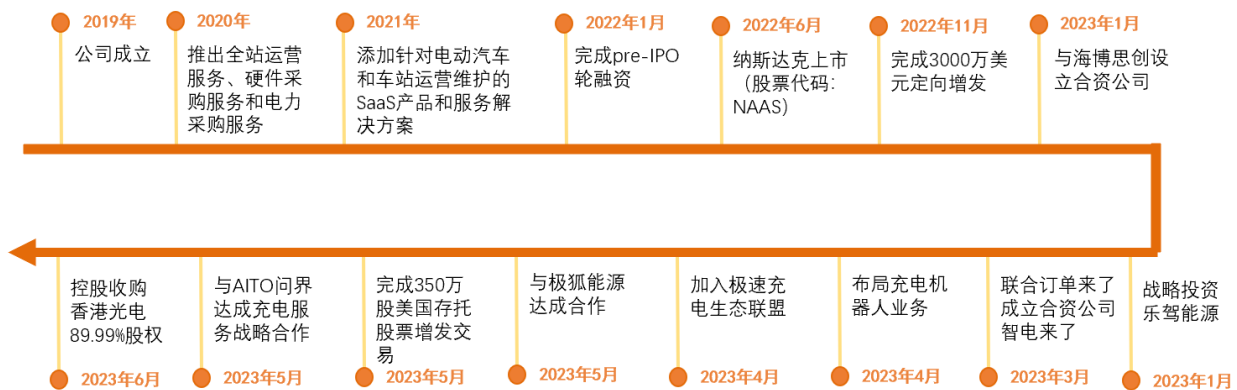 2019年
公司成立
2020年
推出全站运营
服务、硬件采
购服务和电力
采购服务
2021年
添加针对电动汽车
和车站运营维护的
SaaS产品和服务解
决方案
2022年1月
完成pre-IPO
轮融资
2022年6月
纳斯达克上市
（股票代码：
NAAS）
2022年11月
完成3000万美
元定向增发
2023年1月
与海博思创设
立合资公司
战略投资
乐驾能源
2023年1月
联合订单来了
成立合资公司
智电来了
2023年3月
布局充电机
器人业务
2023年4月
加入极速充
电生态联盟
2023年4月
与极狐能源
达成合作
2023年5月
完成350万
股美国存托
股票增发交
易
2023年5月
与AITO问界
达成充电服
务战略合作
2023年5月
控股收购
香港光电
89.99%股权
2023年6月